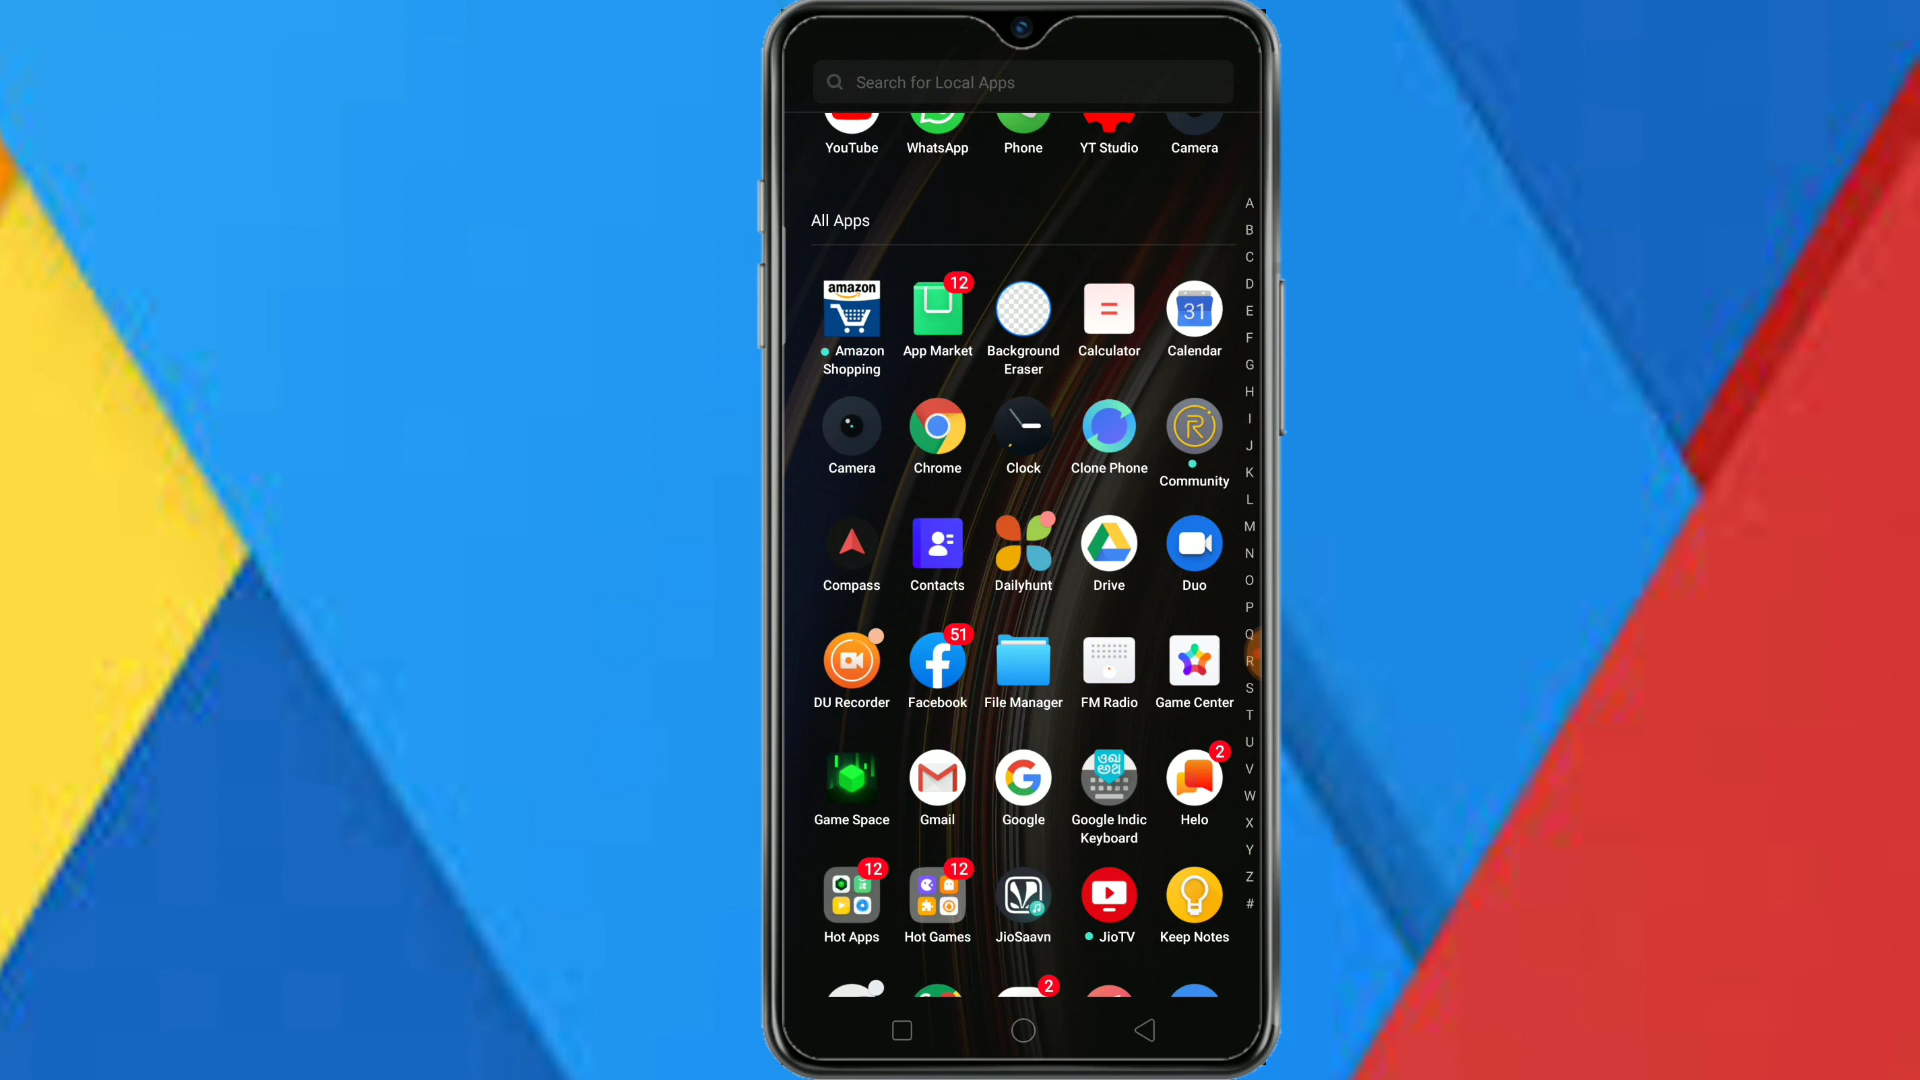 Search for Local Apps
YouTube WhatsApp Phone YT Studio Camera
All Apps
A
B
C
D
E
F
G
H
I
J
K
L
M
N
O
P
Q
R
S
T
U
V
W
X
Y
Z
#
amazon 12 = 31
Amazon Shopping
App Market
Background Eraser
Calculator
Calendar
R
Camera Chrome Clock Clone Phone Community
Compass Contacts Dailyhunt Drive Duo
51
DU Recorder Facebook File Manager FM Radio Game Center
2
Game Space Gmail Google
Google Indic Keyboard
Helo
12 12
Hot Apps Hot Games JioSaavn JioTV Keep Notes
2